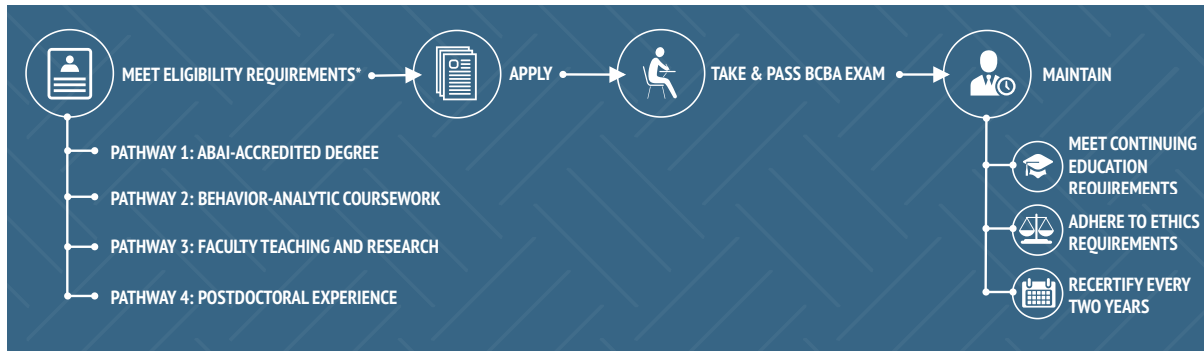 MEET ELIGIBILITY REQUIREMENTS*
APPLY
TAKE & PASS BCBA EXAM
MAINTAIN
PATHWAY 1: ABAI-ACCREDITED DEGREE
PATHWAY 2: BEHAVIOR-ANALYTIC COURSEWORK
PATHWAY 3: FACULTY TEACHING AND RESEARCH
PATHWAY 4: POSTDOCTORAL EXPERIENCE
MEET CONTINUING
EDUCATION
REQUIREMENTS
ADHERE TO ETHICS
REQUIREMENTS
RECERTIFY EVERY
TWO YEARS